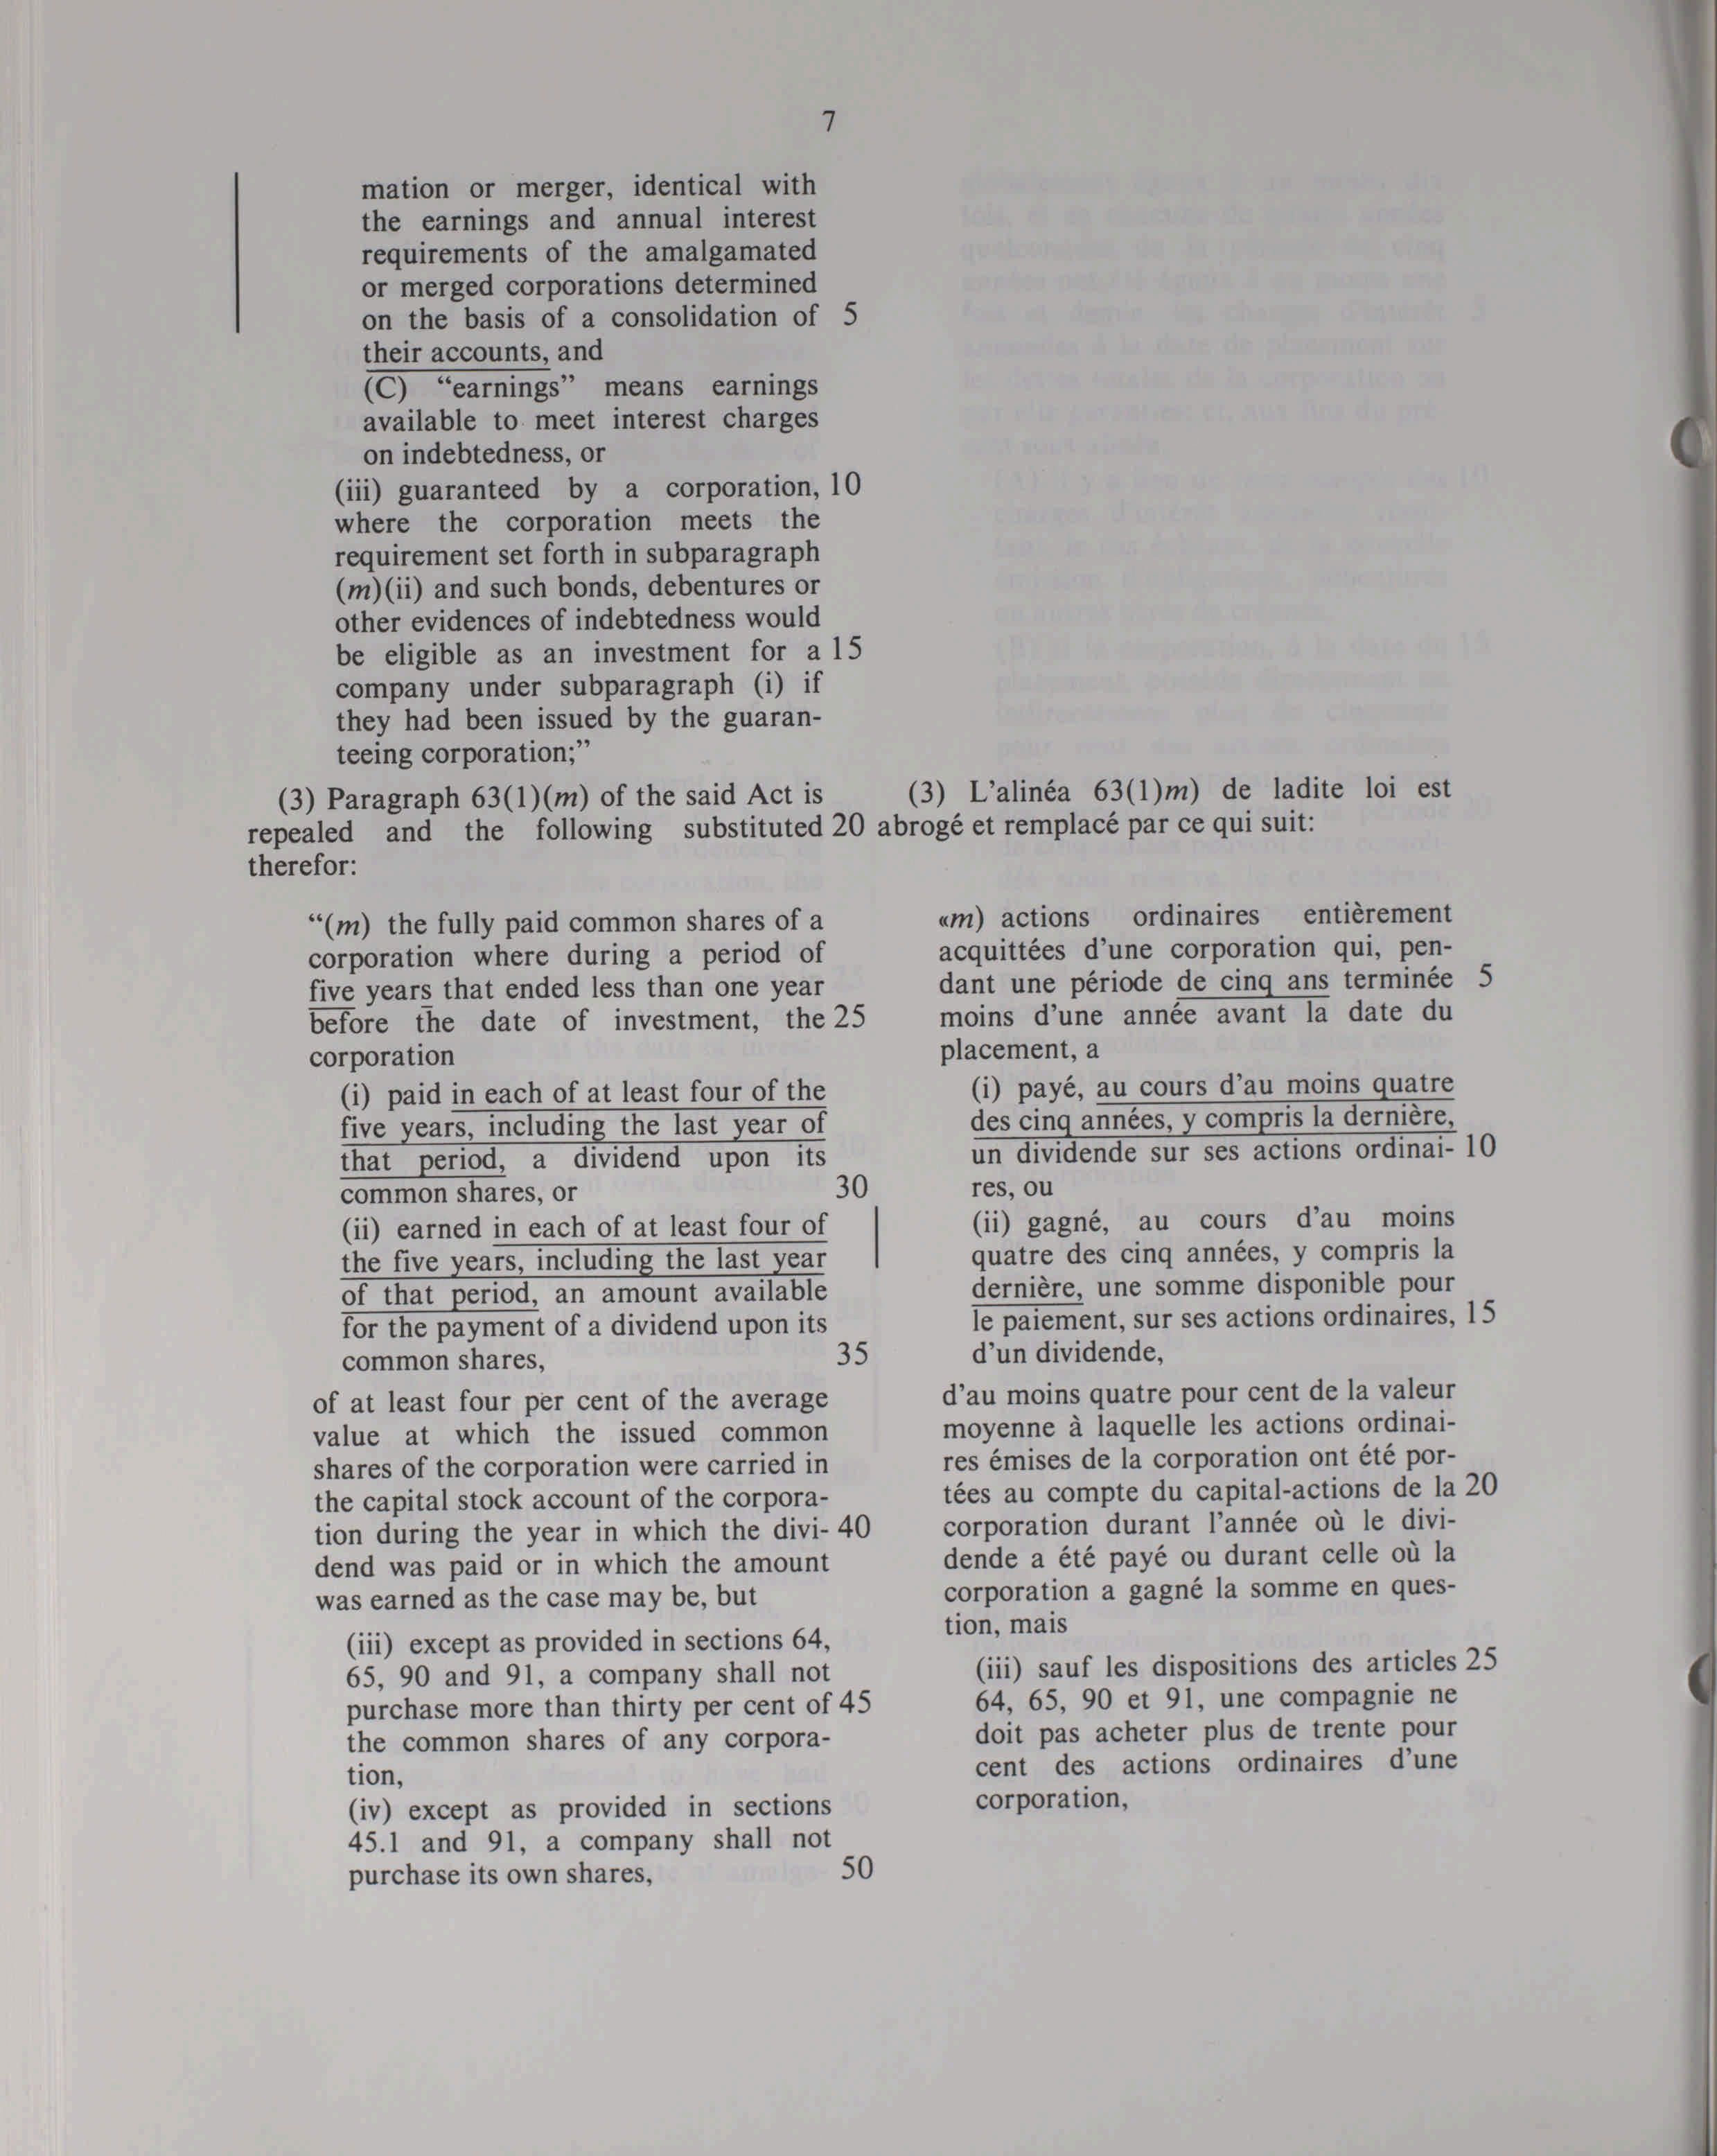 7
mation or merger, identical with
the earnings and annual interest
requirements of the amalgamated
or merged corporations determined
on the basis of a consolidation of 5
their accounts, and
(C) “earnings” means earnings
available to meet interest charges
on indebtedness, or
(iii) guaranteed by a corporation, 10
where the corporation meets the
requirement set forth in subparagraph
(m)(ii) and such bonds, debentures or
other evidences of indebtedness would
be eligible as an investment for a 15
company under subparagraph (i) if
they had been issued by the guaran-
teeing corporation;”
(3) Paragraph 63(1)(m) of the said Act is
repealed and the following substituted 20
therefor:
“(m) the fully paid common shares of a
corporation where during a period of
five years that ended less than one year
before the date of investment, the 25
corporation
(i) paid in each of at least four of the
five years, including the last year of
that period, a dividend upon its
common shares, or 30
(ii) earned in each of at least four of
the five years, including the last year
of that period, an amount available
for the payment of a dividend upon its
common shares, 35
of at least four per cent of the average
value at which the issued common
shares of the corporation were carried in
the capital stock account of the corpora-
tion during the year in which the divi- 40
dend was paid or in which the amount
was earned as the case may be, but
(iii) except as provided in sections 64,
65, 90 and 91, a company shall not
purchase more than thirty per cent of 45
the common shares of any corpora-
tion,
(iv) except as provided in sections
45.1 and 91, a company shall not
purchase its own shares, 50
(3) L’alinéa 63(1)m) de ladite loi est
abrogé et remplacé par ce qui suit:
«m) actions ordinaires entièrement
acquittées d’une corporation qui, pen-
dant une période de cinq ans terminée 5
moins d’une année avant la date du
placement, a
(i) payé, au cours d’au moins quatre
des cinq années, y compris la dernière,
un dividende sur ses actions ordinai- 10
res, ou
(ii) gagné, au cours d’au moins
quatre des cinq années, y compris la
dernière, une somme disponible pour
le paiement, sur ses actions ordinaires, 15
d’un dividende,
d’au moins quatre pour cent de la valeur
moyenne à laquelle les actions ordinai-
res émises de la corporation ont été por-
tées au compte du capital-actions de la 20
corporation durant l’année où le divi-
dende a été payé ou durant celle où la
corporation a gagné la somme en ques-
tion, mais
(iii) sauf les dispositions des articles 25
64, 65, 90 et 91, une compagnie ne
doit pas acheter plus de trente pour
cent des actions ordinaires d’une
corporation,